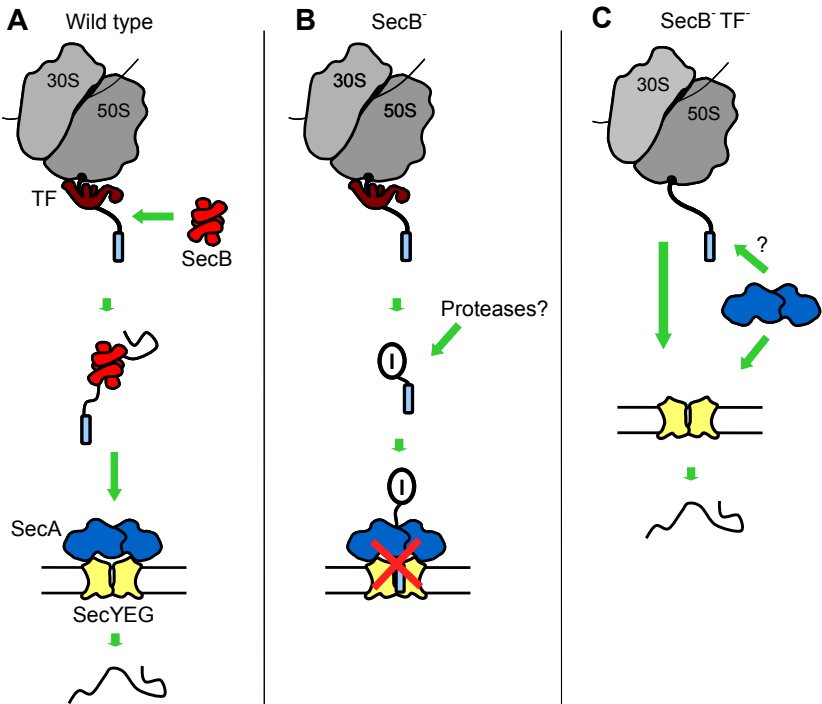 A Wild type
30S
50S
TF
SecB
SecA
SecYEG
B SecB-
30S
50S
Proteases?
I
I
C SecB- TF-
30S
50S
?